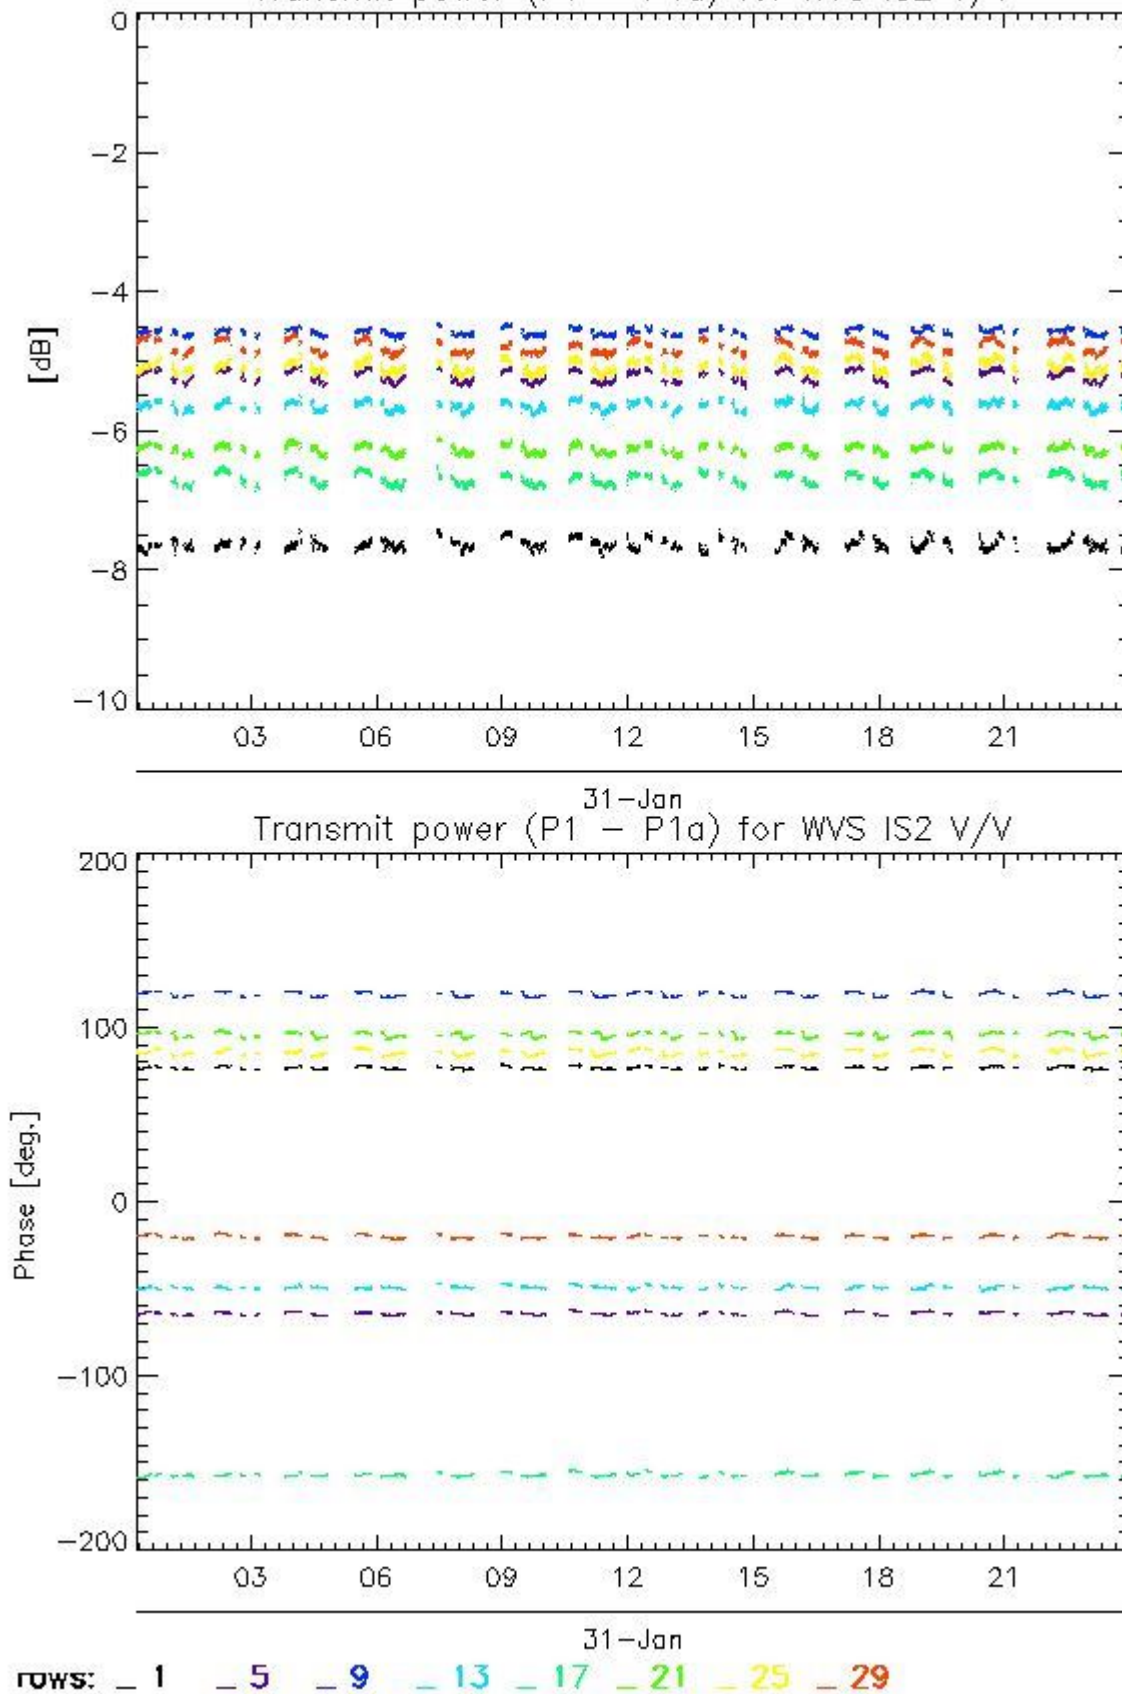 0
−2
−4
[dB]
−6
−8
−10
03 06 09 12 15 18 21
31−Jan
Transmit power (P1 − P1a) for WVS IS2 V/V
200
100
Phase [deg.]
0
−100
−200
03 06 09 12 15 18 21
31−Jan
rows: _ 1 _ 5 _ 9 _ 13 _ 17 _ 21 _ 25 _ 29